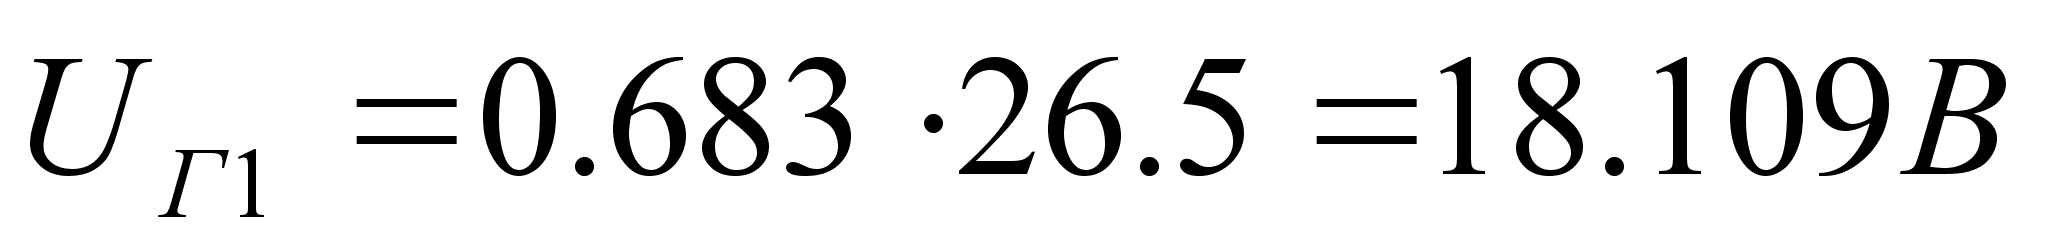 U_Г1 = 0.683 · 26.5 = 18.109В